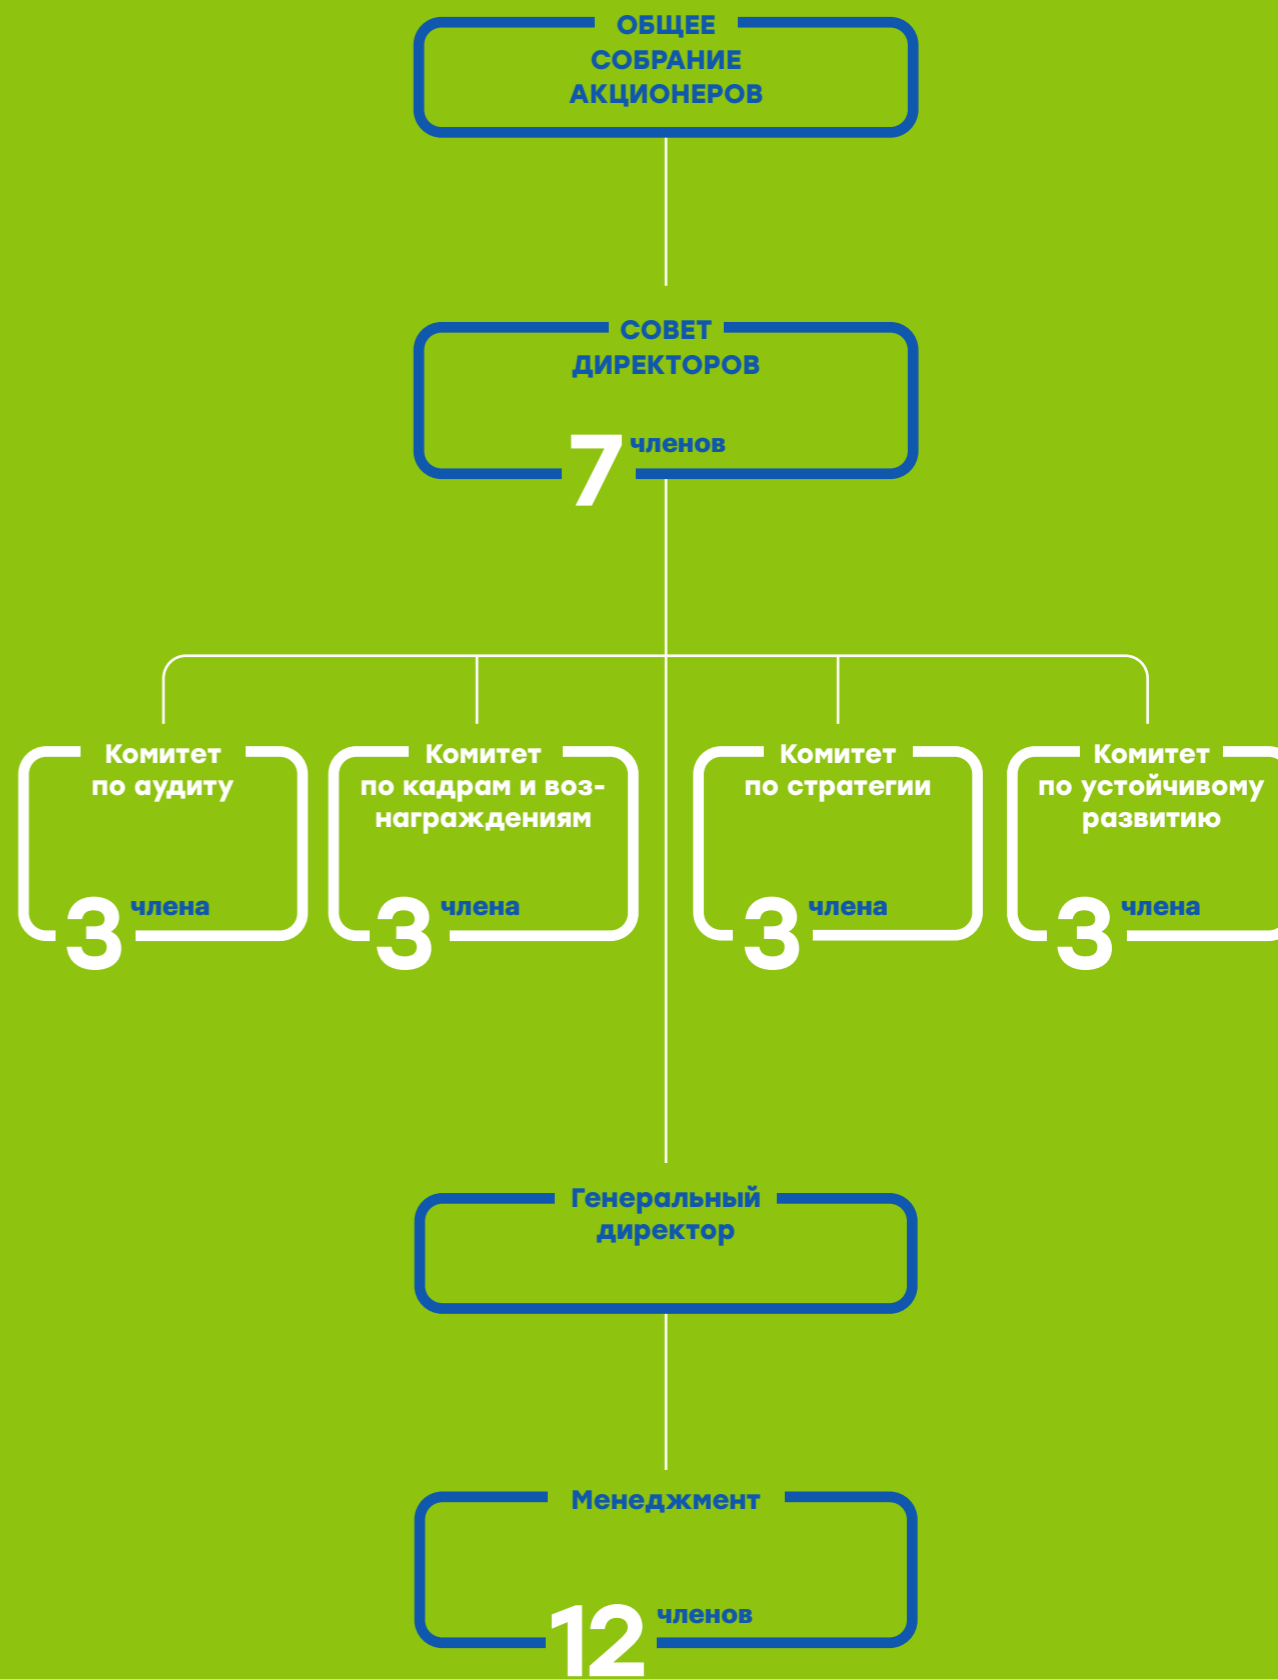 ОБЩЕЕ
СОБРАНИЕ
АКЦИОНЕРОВ
СОВЕТ
ДИРЕКТОРОВ
7 членов
Комитет
по аудиту
3 члена
Комитет
по кадрам и воз-
награждениям
3 члена
Комитет
по стратегии
3 члена
Комитет
по устойчивому
развитию
3 члена
Генеральный
директор
Менеджмент
12 членов